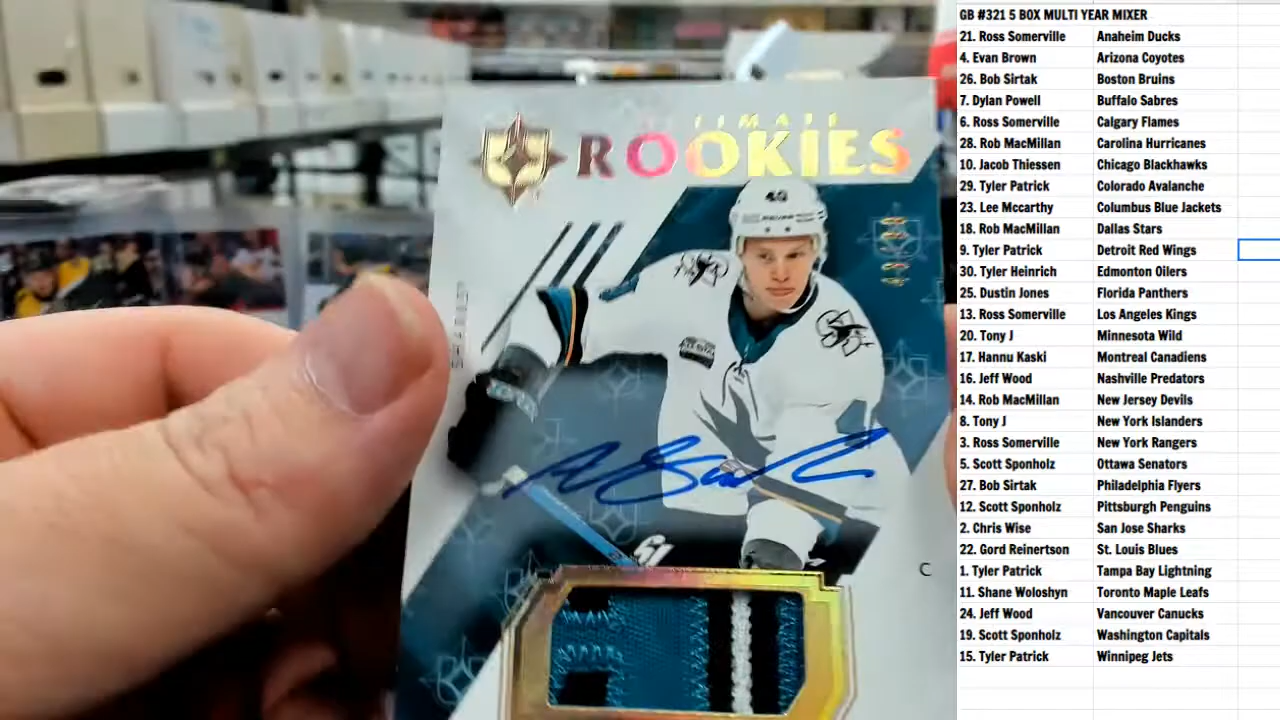 GB #321 5 BOX MULTI YEAR MIXER
21. Ross Somerville Anaheim Ducks
4. Evan Brown Arizona Coyotes
26. Bob Sirtak Boston Bruins
7. Dylan Powell Buffalo Sabres
6. Ross Somerville Calgary Flames
28. Rob MacMillan Carolina Hurricanes
10. Jacob Thiessen Chicago Blackhawks
29. Tyler Patrick Colorado Avalanche
23. Lee Mccarthy Columbus Blue Jackets
18. Rob MacMillan Dallas Stars
9. Tyler Patrick Detroit Red Wings
30. Tyler Heinrich Edmonton Oilers
25. Dustin Jones Florida Panthers
13. Ross Somerville Los Angeles Kings
20. Tony J Minnesota Wild
17. Hannu Kaski Montreal Canadiens
16. Jeff Wood Nashville Predators
14. Rob MacMillan New Jersey Devils
8. Tony J New York Islanders
3. Ross Somerville New York Rangers
5. Scott Sponholz Ottawa Senators
27. Bob Sirtak Philadelphia Flyers
12. Scott Sponholz Pittsburgh Penguins
2. Chris Wise San Jose Sharks
22. Gord Reinertson St. Louis Blues
1. Tyler Patrick Tampa Bay Lightning
11. Shane Woloshyn Toronto Maple Leafs
24. Jeff Wood Vancouver Canucks
19. Scott Sponholz Washington Capitals
15. Tyler Patrick Winnipeg Jets
ROOKIES
C